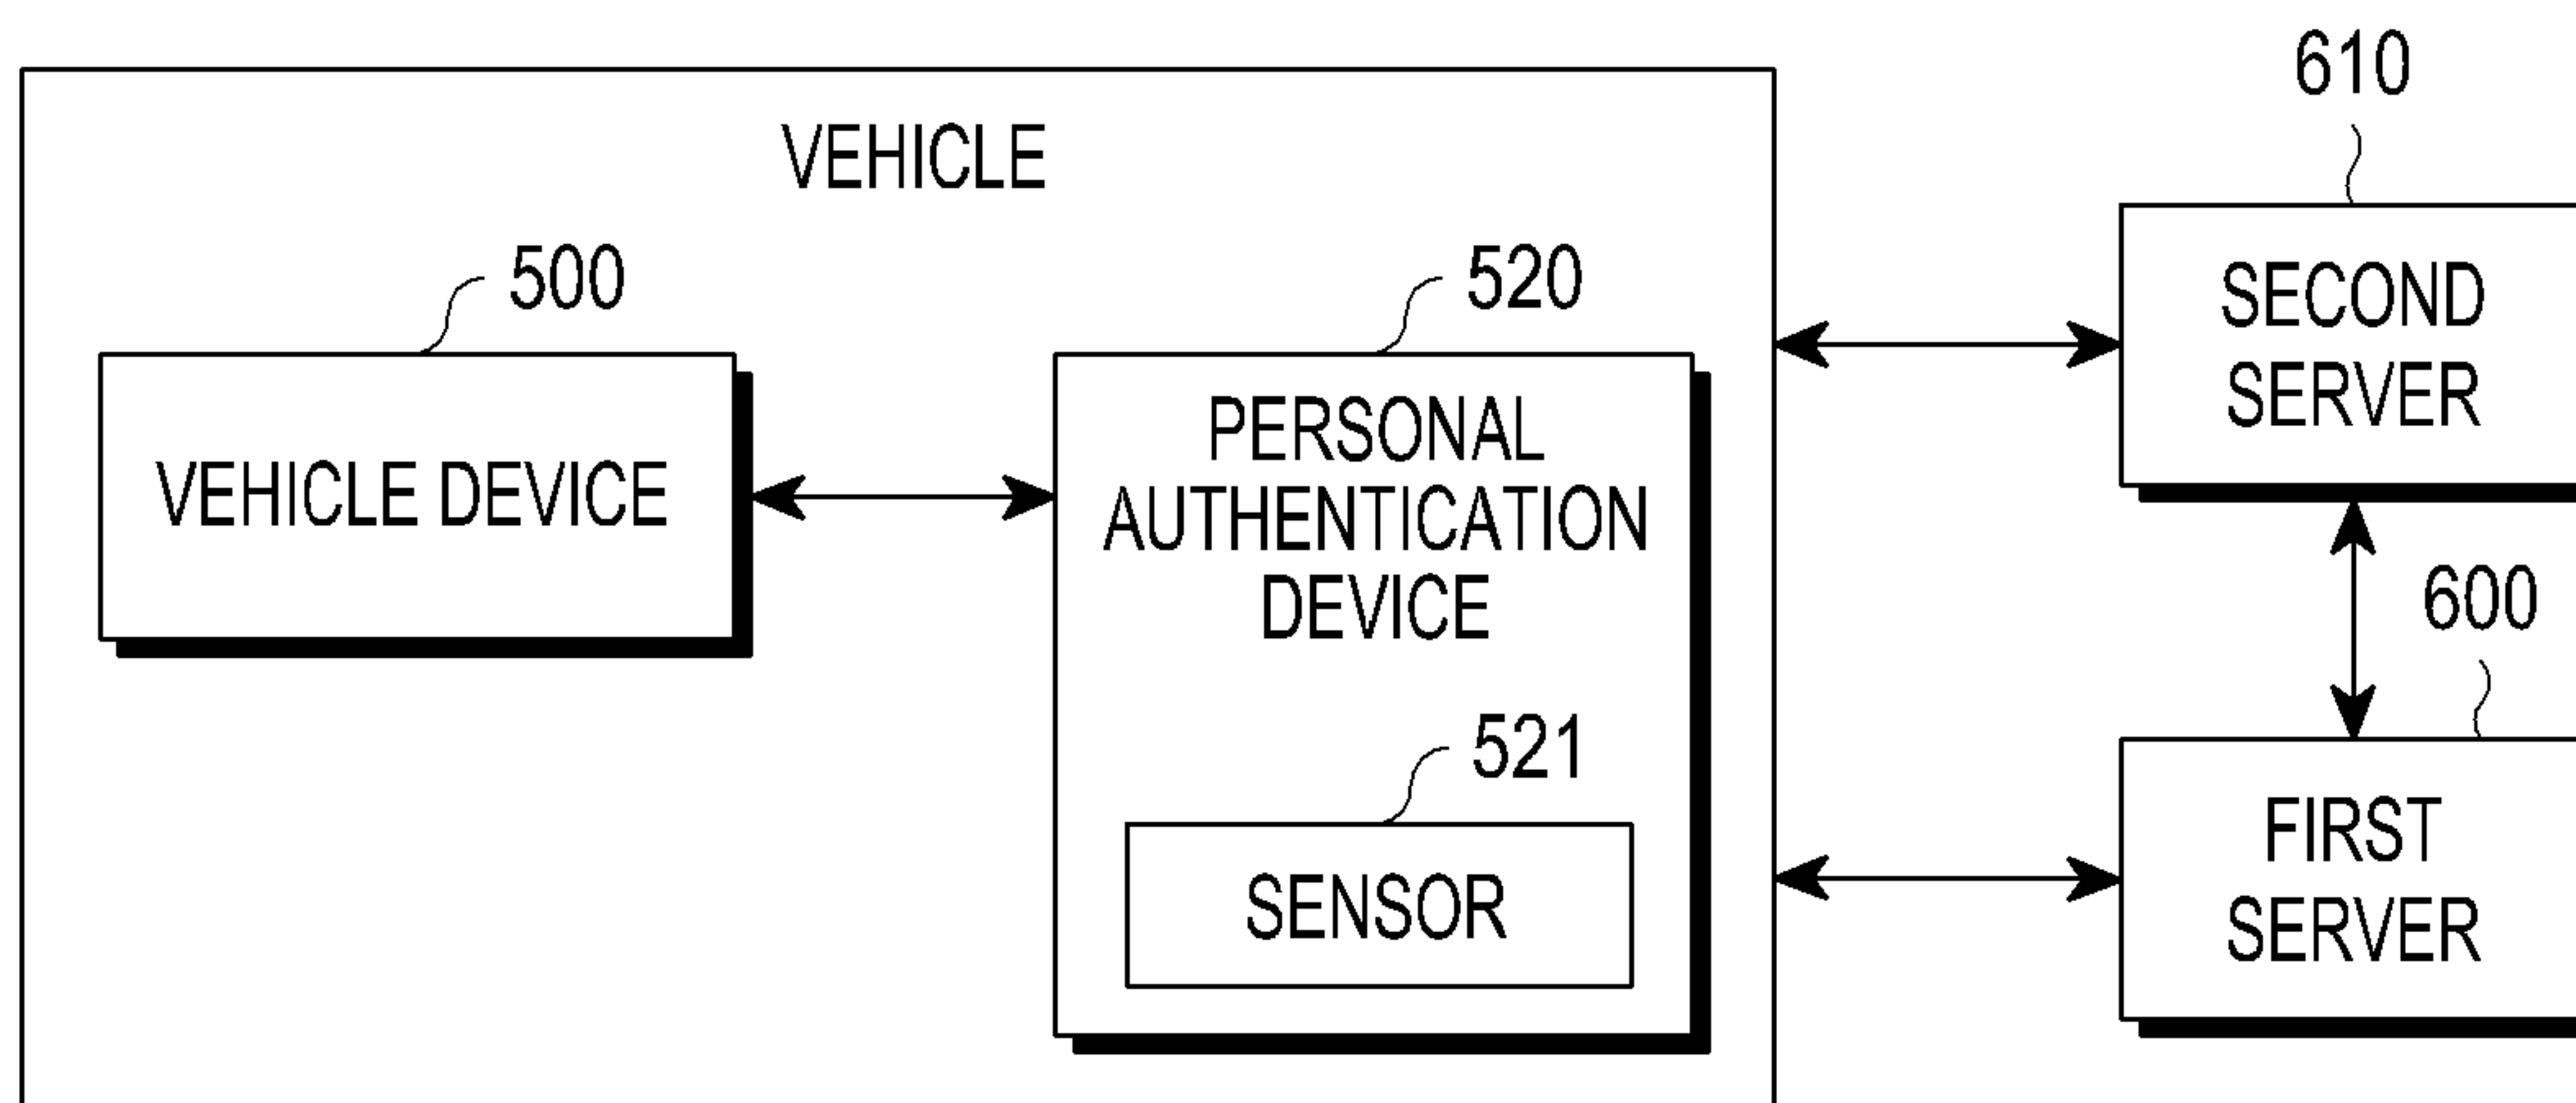 VEHICLE
500
VEHICLE DEVICE
520
PERSONAL
AUTHENTICATION
DEVICE
521
SENSOR
610
SECOND
SERVER
600
FIRST
SERVER